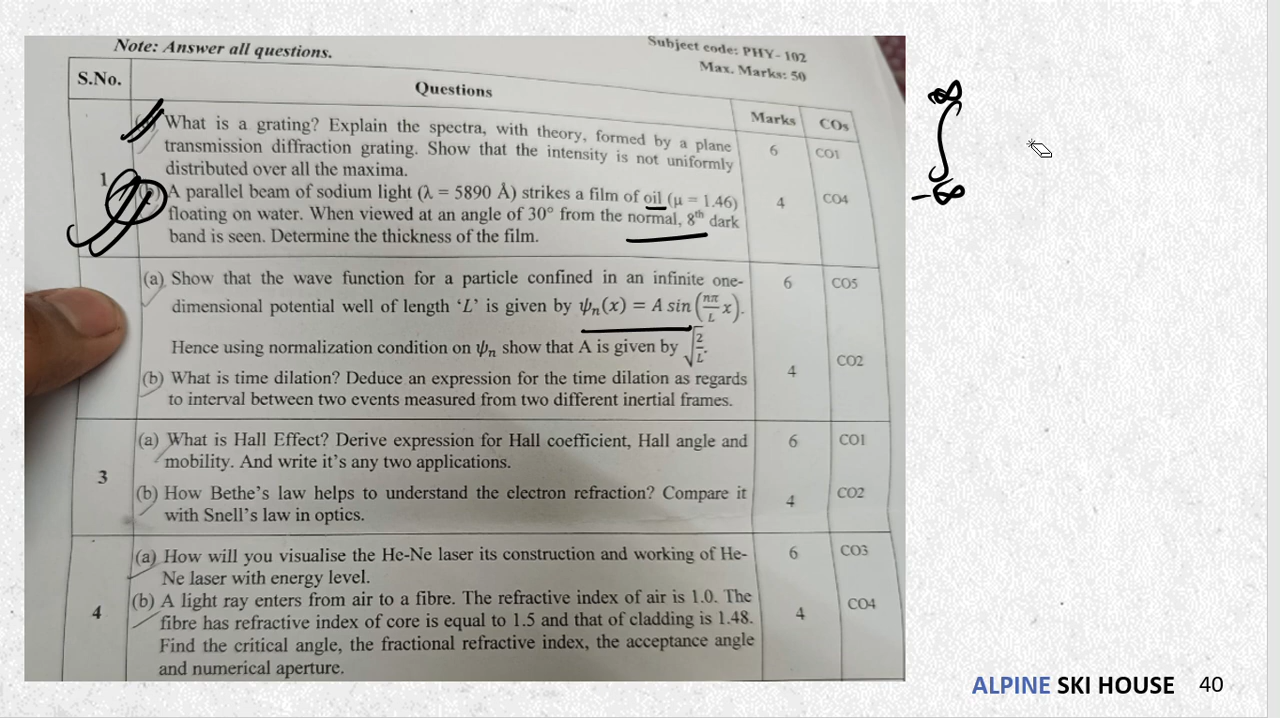 Note: Answer all questions.
Subject code: PHY-102
Max. Marks: 50
S.No.
Questions
Marks
COs
What is a grating? Explain the spectra, with theory, formed by a plane
transmission diffraction grating. Show that the intensity is not uniformly
distributed over all the maxima.
6
CO1
1
A parallel beam of sodium light (λ = 5890 Å) strikes a film of oil (μ = 1.46)
floating on water. When viewed at an angle of 30° from the normal, 8th dark
band is seen. Determine the thickness of the film.
4
CO4
(a) Show that the wave function for a particle confined in an infinite one-
dimensional potential well of length ‘L’ is given by ψn(x) = A sin (nπ/L x).
Hence using normalization condition on ψn show that A is given by √2/L.
6
CO5
(b) What is time dilation? Deduce an expression for the time dilation as regards
to interval between two events measured from two different inertial frames.
4
CO2
3
(a) What is Hall Effect? Derive expression for Hall coefficient, Hall angle and
mobility. And write it’s any two applications.
6
CO1
(b) How Bethe’s law helps to understand the electron refraction? Compare it
with Snell’s law in optics.
4
CO2
4
(a) How will you visualise the He-Ne laser its construction and working of He-
Ne laser with energy level.
6
CO3
(b) A light ray enters from air to a fibre. The refractive index of air is 1.0. The
fibre has refractive index of core is equal to 1.5 and that of cladding is 1.48.
Find the critical angle, the fractional refractive index, the acceptance angle
and numerical aperture.
4
CO4
∞
∫
-∞
ALPINE SKI HOUSE 40